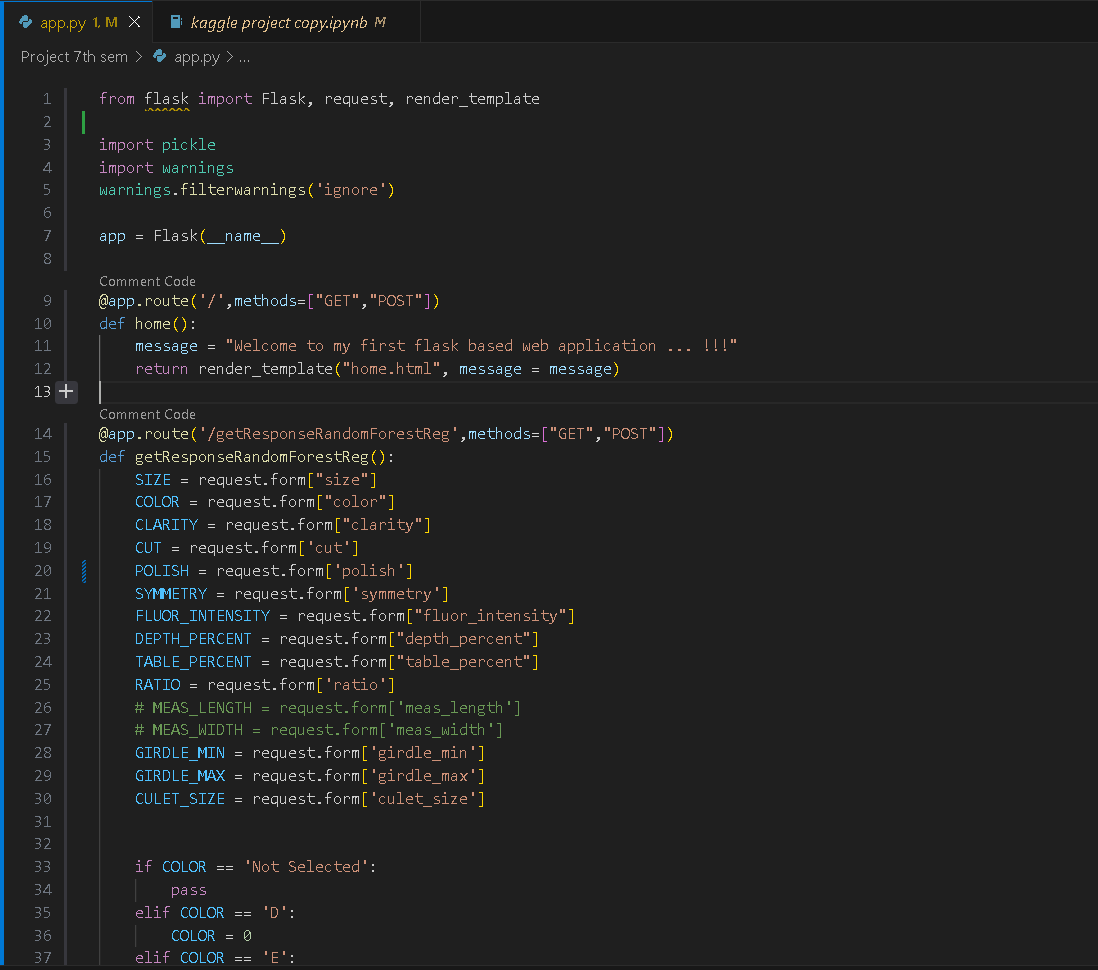 app.py 1, M
kaggle project copy.ipynb M
Project 7th sem > app.py > ...
1 from flask import Flask, request, render_template
2
3 import pickle
4 import warnings
5 warnings.filterwarnings('ignore')
6
7 app = Flask(__name__)
8
Comment Code
9 @app.route('/',methods=["GET","POST"])
10 def home():
11     message = "Welcome to my first flask based web application ... !!!"
12     return render_template("home.html", message = message)
13
Comment Code
14 @app.route('/getResponseRandomForestReg',methods=["GET","POST"])
15 def getResponseRandomForestReg():
16     SIZE = request.form["size"]
17     COLOR = request.form["color"]
18     CLARITY = request.form["clarity"]
19     CUT = request.form['cut']
20     POLISH = request.form['polish']
21     SYMMETRY = request.form['symmetry']
22     FLUOR_INTENSITY = request.form["fluor_intensity"]
23     DEPTH_PERCENT = request.form["depth_percent"]
24     TABLE_PERCENT = request.form["table_percent"]
25     RATIO = request.form['ratio']
26     # MEAS_LENGTH = request.form['meas_length']
27     # MEAS_WIDTH = request.form['meas_width']
28     GIRDLE_MIN = request.form['girdle_min']
29     GIRDLE_MAX = request.form['girdle_max']
30     CULET_SIZE = request.form['culet_size']
31
32
33     if COLOR == 'Not Selected':
34         pass
35     elif COLOR == 'D':
36         COLOR = 0
37     elif COLOR == 'E':